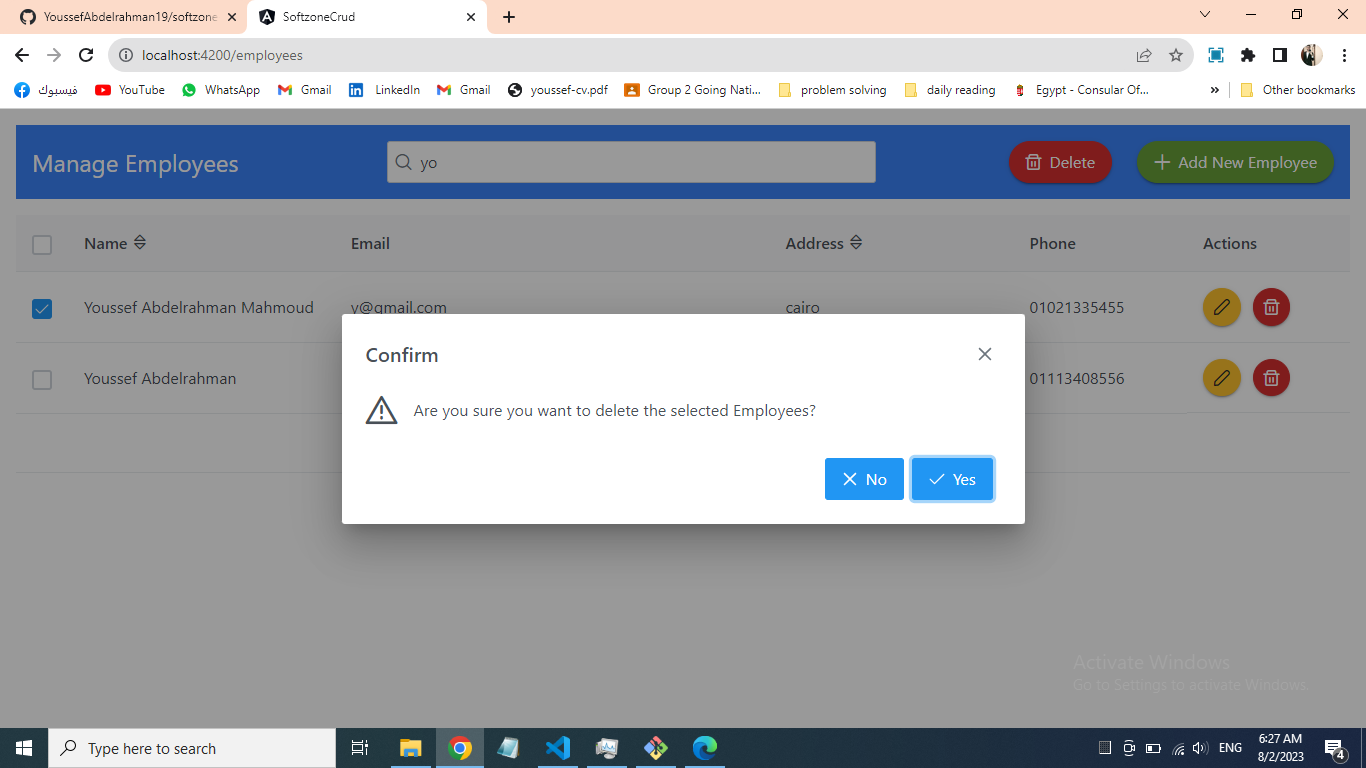 YoussefAbdelrahman19/softzone
SoftzoneCrud
localhost:4200/employees
فيسبوك
YouTube
WhatsApp
Gmail
LinkedIn
Gmail
youssef-cv.pdf
Group 2 Going Nati...
problem solving
daily reading
Egypt - Consular Of...
»
Other bookmarks
Manage Employees
yo
Delete
Add New Employee
Name
Email
Address
Phone
Actions
Youssef Abdelrahman Mahmoud
y@gmail.com
cairo
01021335455
Youssef Abdelrahman
01113408556
Confirm
Are you sure you want to delete the selected Employees?
No
Yes
Activate Windows
Go to Settings to activate Windows.
Type here to search
ENG
6:27 AM
8/2/2023
4